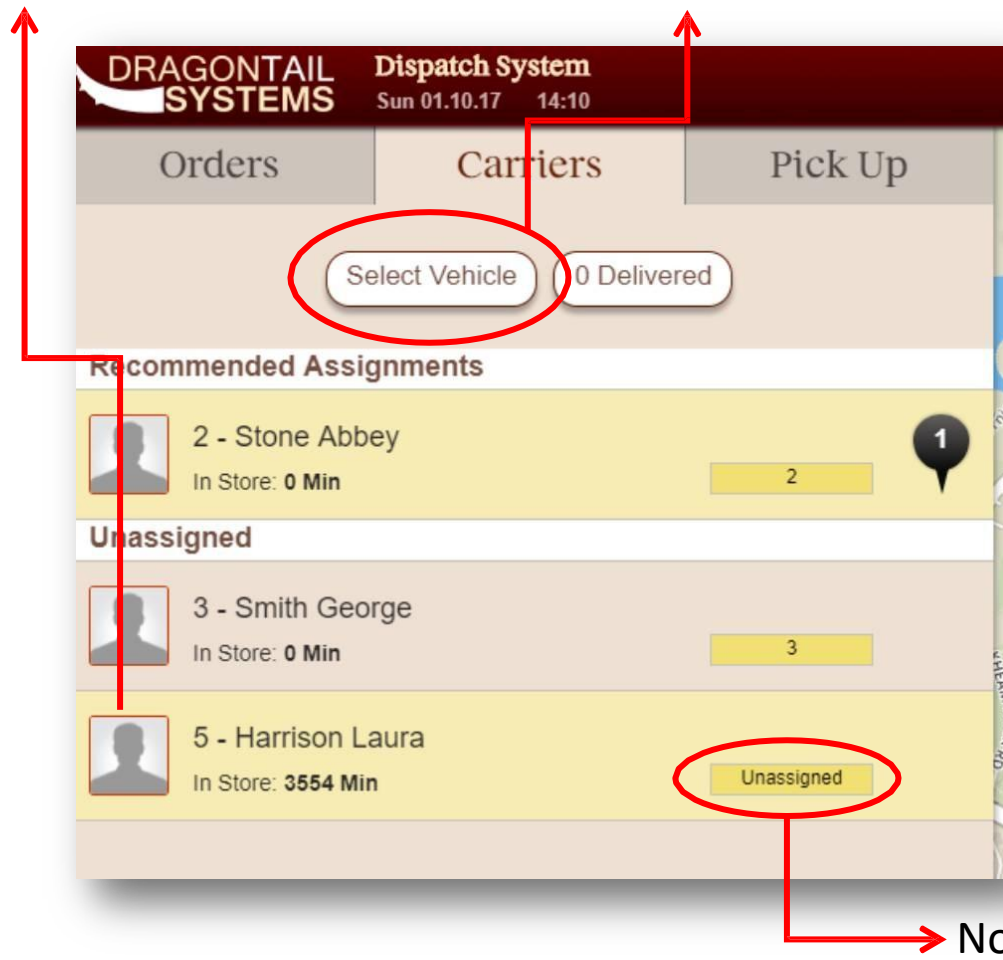 DRAGONTAIL
SYSTEMS
Dispatch System
Sun 01.10.17 14:10
Orders
Carriers
Pick Up
Select Vehicle
0 Delivered
Recommended Assignments
2 - Stone Abbey
In Store: 0 Min
2
1
Unassigned
3 - Smith George
In Store: 0 Min
3
5 - Harrison Laura
In Store: 3554 Min
Unassigned